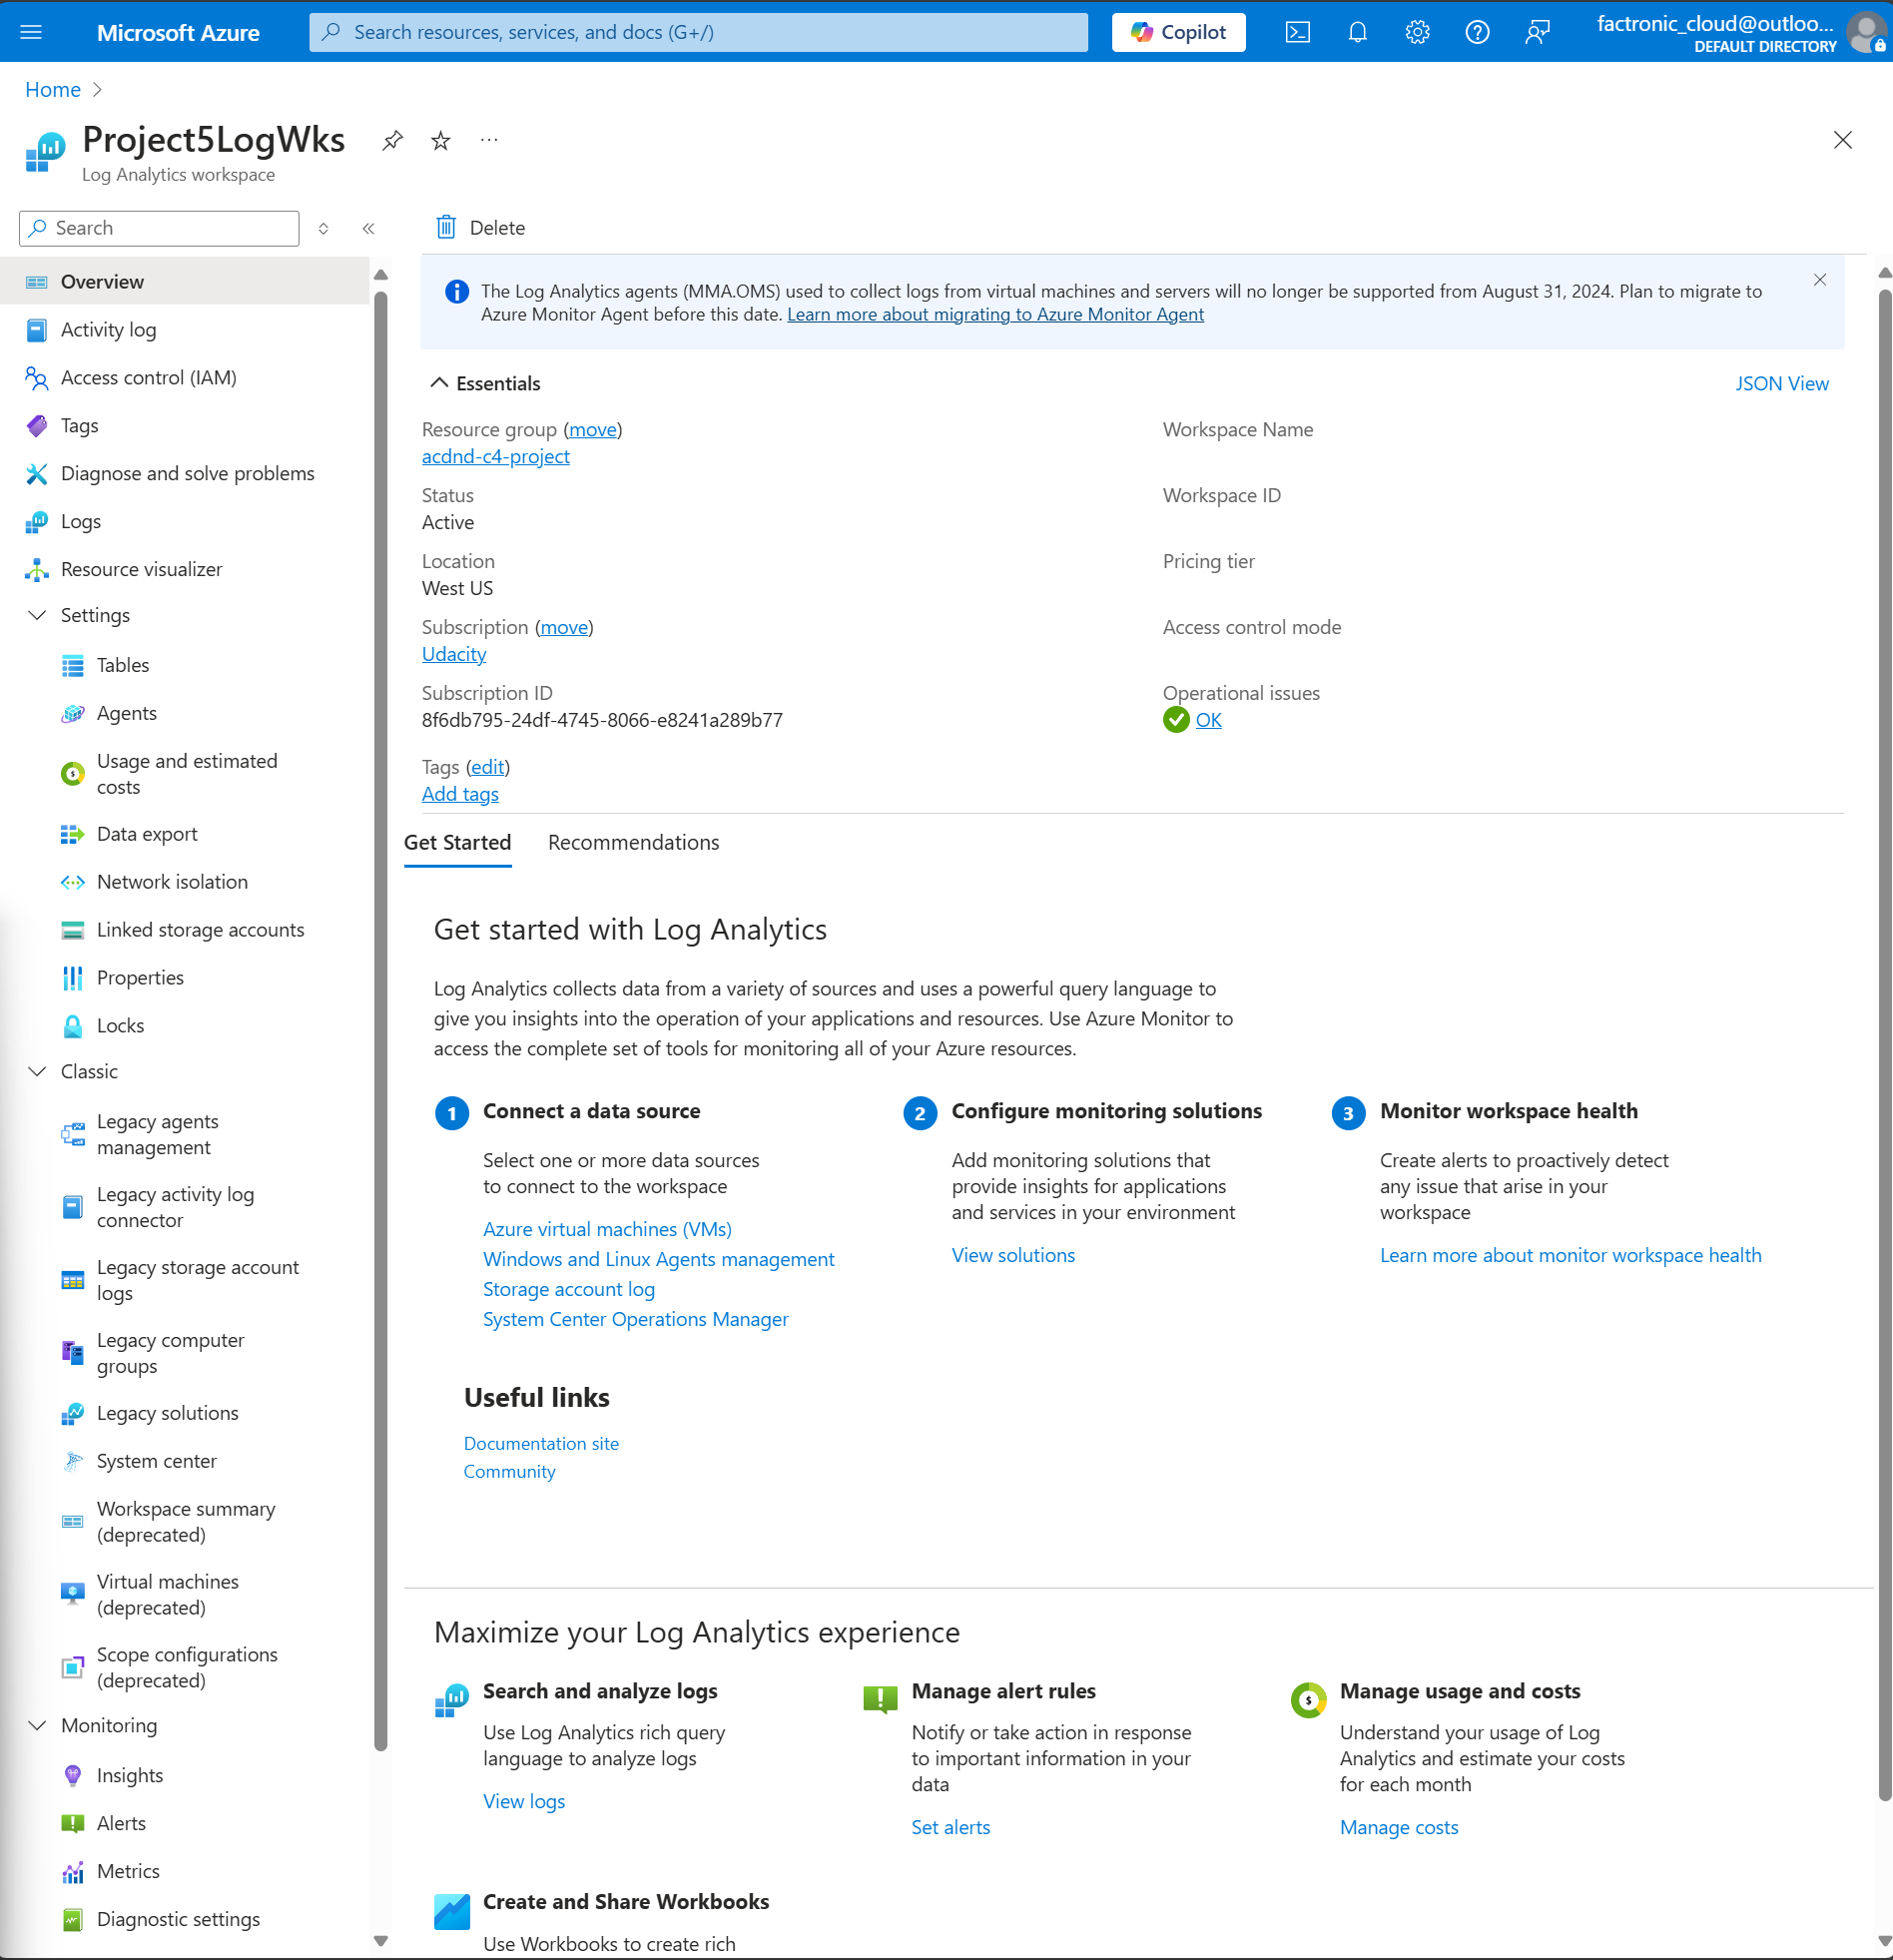 Microsoft Azure
Search resources, services, and docs (G+/)
Copilot
factronic_cloud@outloo...
DEFAULT DIRECTORY
Home
Project5LogWks
Log Analytics workspace
Search
Overview
Activity log
Access control (IAM)
Tags
Diagnose and solve problems
Logs
Resource visualizer
Settings
Tables
Agents
Usage and estimated
costs
Data export
Network isolation
Linked storage accounts
Properties
Locks
Classic
Legacy agents
management
Legacy activity log
connector
Legacy storage account
logs
Legacy computer
groups
Legacy solutions
System center
Workspace summary
(deprecated)
Virtual machines
(deprecated)
Scope configurations
(deprecated)
Monitoring
Insights
Alerts
Metrics
Diagnostic settings
Delete
The Log Analytics agents (MMA.OMS) used to collect logs from virtual machines and servers will no longer be supported from August 31, 2024. Plan to migrate to
Azure Monitor Agent before this date. Learn more about migrating to Azure Monitor Agent
Essentials
JSON View
Resource group (move)
acdnd-c4-project
Status
Active
Location
West US
Subscription (move)
Udacity
Subscription ID
8f6db795-24df-4745-8066-e8241a289b77
Tags (edit)
Add tags
Workspace Name
Workspace ID
Pricing tier
Access control mode
Operational issues
OK
Get Started
Recommendations
Get started with Log Analytics
Log Analytics collects data from a variety of sources and uses a powerful query language to
give you insights into the operation of your applications and resources. Use Azure Monitor to
access the complete set of tools for monitoring all of your Azure resources.
1
Connect a data source
Select one or more data sources
to connect to the workspace
Azure virtual machines (VMs)
Windows and Linux Agents management
Storage account log
System Center Operations Manager
2
Configure monitoring solutions
Add monitoring solutions that
provide insights for applications
and services in your environment
View solutions
3
Monitor workspace health
Create alerts to proactively detect
any issue that arise in your
workspace
Learn more about monitor workspace health
Useful links
Documentation site
Community
Maximize your Log Analytics experience
Search and analyze logs
Use Log Analytics rich query
language to analyze logs
View logs
Manage alert rules
Notify or take action in response
to important information in your
data
Set alerts
Manage usage and costs
Understand your usage of Log
Analytics and estimate your costs
for each month
Manage costs
Create and Share Workbooks
Use Workbooks to create rich